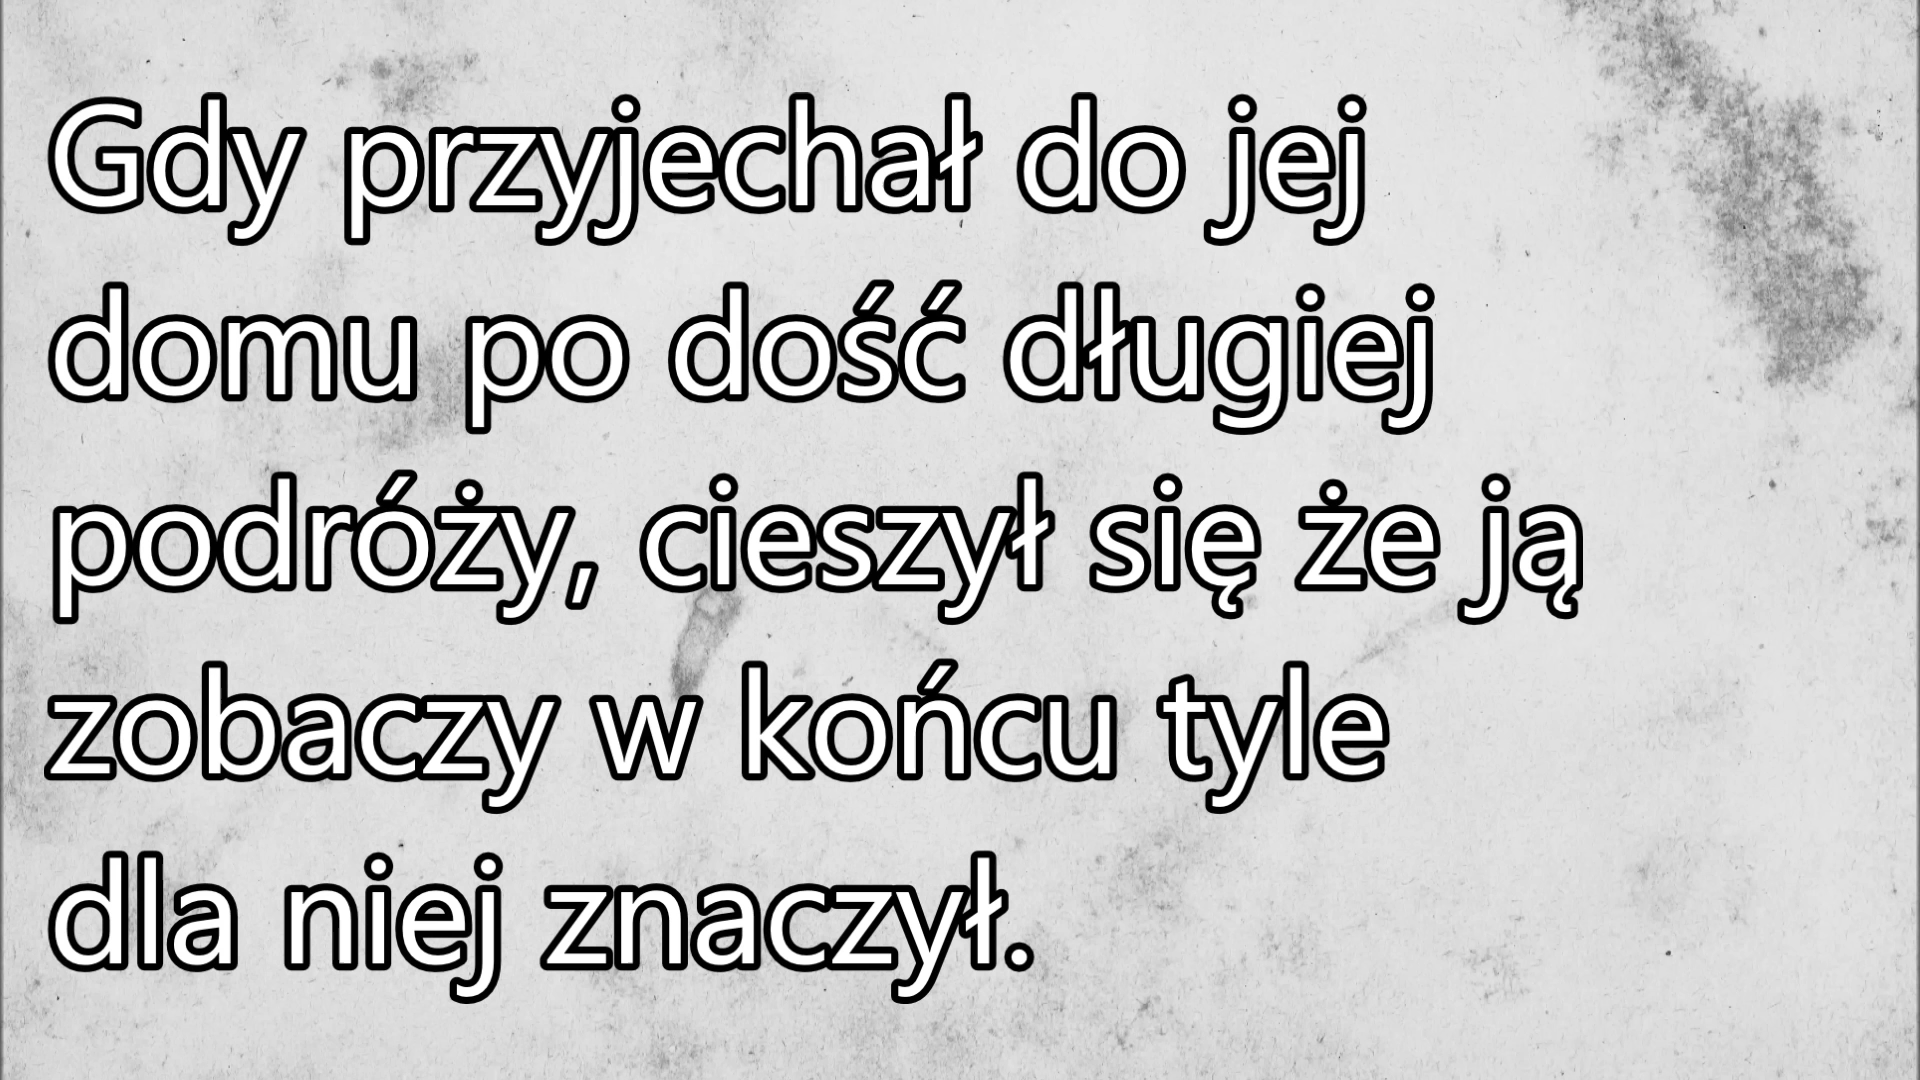 Gdy przyjechał do jej
domu po dość długiej
podróży, cieszył się że ją
zobaczy w końcu tyle
dla niej znaczył.